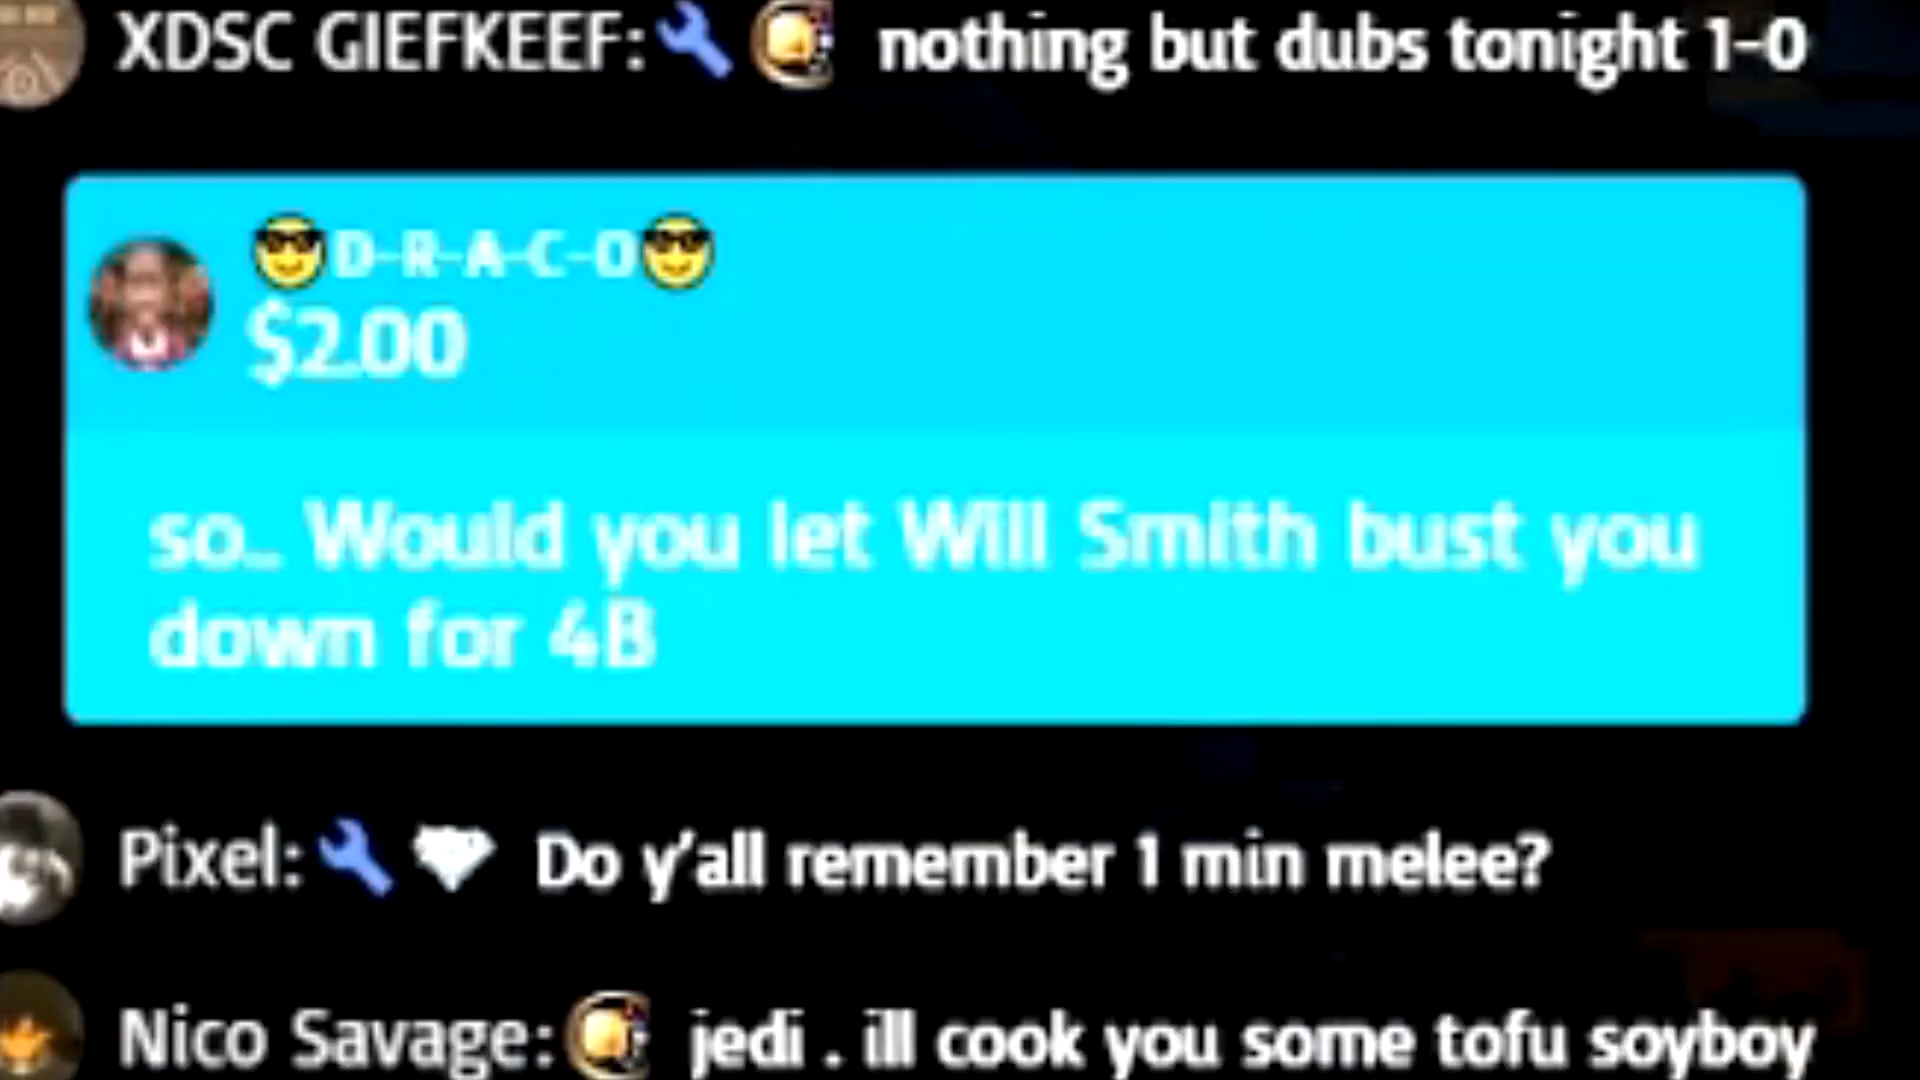 XDSC GIEFKEEF: nothing but dubs tonight 1-0
😎D-R-A-C-O😎
$2.00
so.. Would you let Will Smith bust you
down for 4B
Pixel: Do y'all remember 1 min melee?
Nico Savage: jedi . ill cook you some tofu soyboy